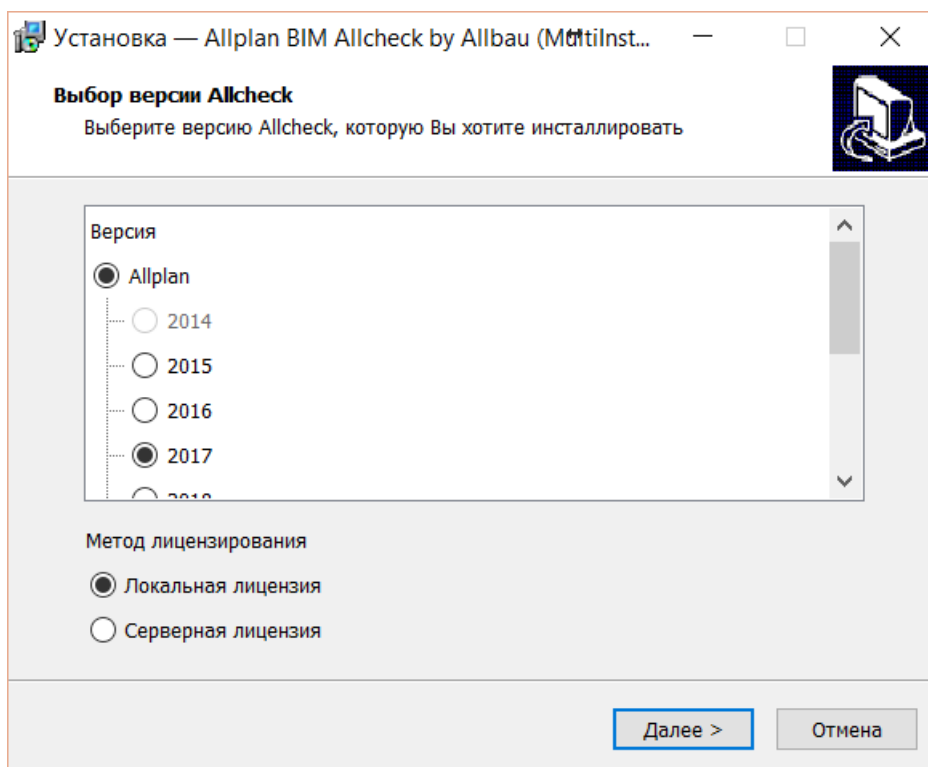 Установка — Allplan BIM Allcheck by Allbau (MultiInst...
Выбор версии Allcheck
Выберите версию Allcheck, которую Вы хотите инсталлировать
Версия
Allplan
2014
2015
2016
2017
2018
Метод лицензирования
Локальная лицензия
Серверная лицензия
Далее >
Отмена